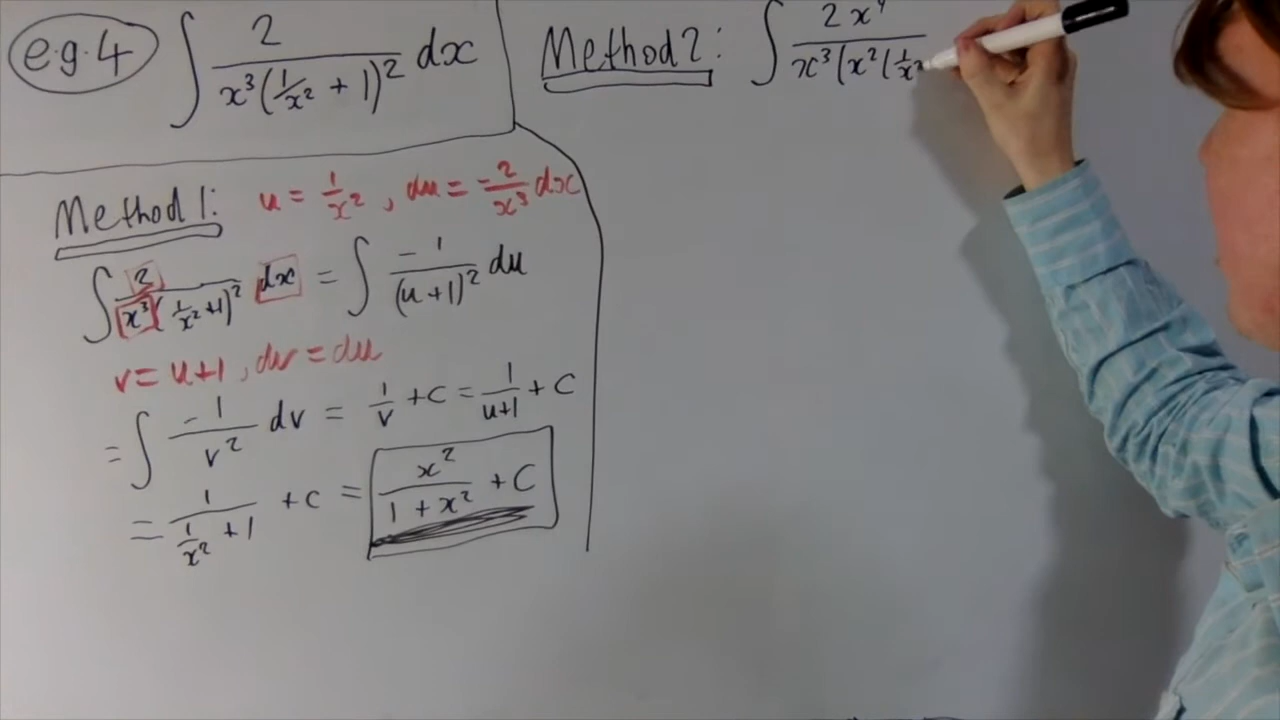 e.g.4 ∫ 2 / x³(1/x² + 1)² dx
Method 2: ∫ 2x⁴ / x³(x²(1/x²
Method 1: u = 1/x², du = -2/x³ dx
∫ 2 / x³(1/x²+1)² dx = ∫ -1 / (u+1)² du
v = u+1, dv = du
= ∫ -1/v² dv = 1/v + C = 1/(u+1) + C
= 1 / (1/x² + 1) + C = x² / (1 + x²) + C